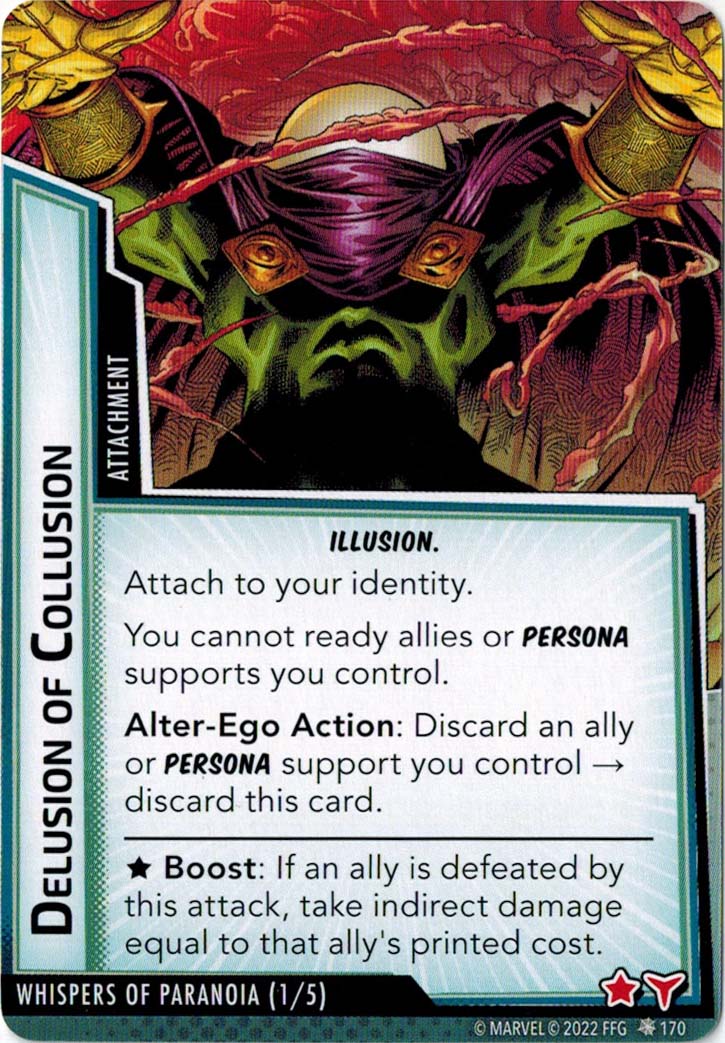 ATTACHMENT
DELUSION OF COLLUSION
ILLUSION.
Attach to your identity.
You cannot ready allies or PERSONA
supports you control.
Alter-Ego Action: Discard an ally
or PERSONA support you control →
discard this card.
★ Boost: If an ally is defeated by
this attack, take indirect damage
equal to that ally's printed cost.
WHISPERS OF PARANOIA (1/5)
© MARVEL © 2022 FFG 170